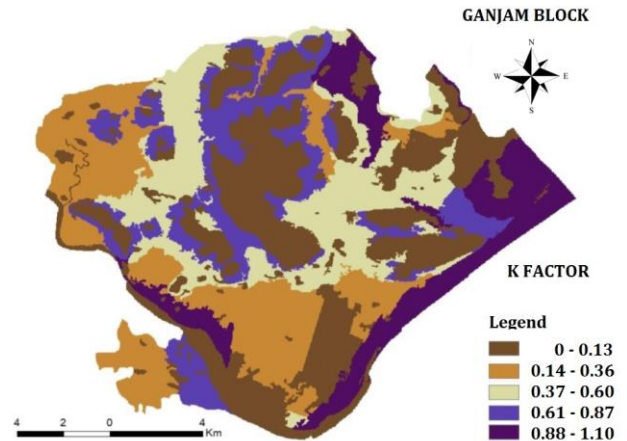 GANJAM BLOCK
N
W E
S
K FACTOR
Legend
0 - 0.13
0.14 - 0.36
0.37 - 0.60
0.61 - 0.87
0.88 - 1.10
4 2 0 4
Km